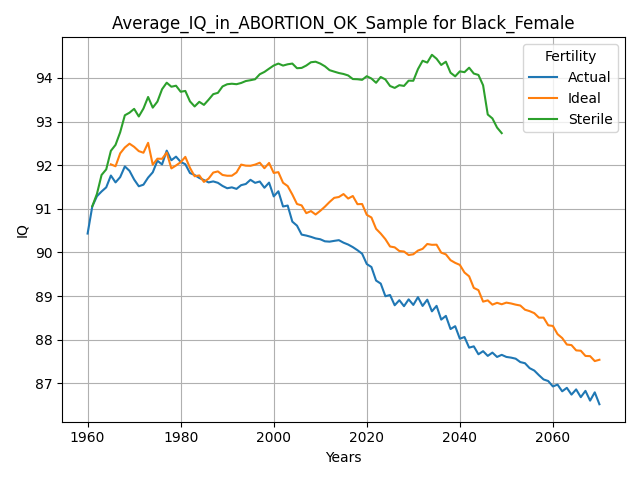 Average_IQ_in_ABORTION_OK_Sample for Black_Female
Fertility
Actual
Ideal
Sterile
IQ
94
93
92
91
90
89
88
87
1960
1980
2000
2020
2040
2060
Years